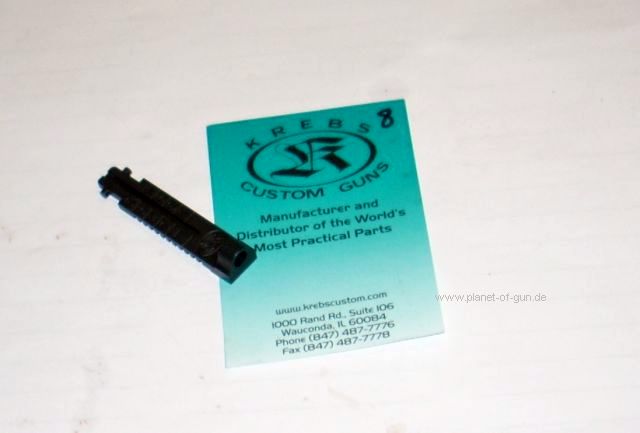 8
KREBS
K
CUSTOM GUNS
Manufacturer and
Distributor of the World's
Most Practical Parts
www.krebscustom.com
1000 Rand Rd., Suite 106
Wauconda, IL 60084
Phone (847) 487-7776
Fax (847) 487-7778
www.planet-of-gun.de